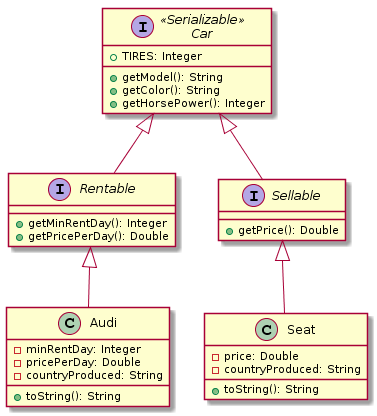 I «Serializable»
Car
TIRES: Integer
getModel(): String
getColor(): String
getHorsePower(): Integer
I Rentable
getMinRentDay(): Integer
getPricePerDay(): Double
I Sellable
getPrice(): Double
C Audi
minRentDay: Integer
pricePerDay: Double
countryProduced: String
toString(): String
C Seat
price: Double
countryProduced: String
toString(): String